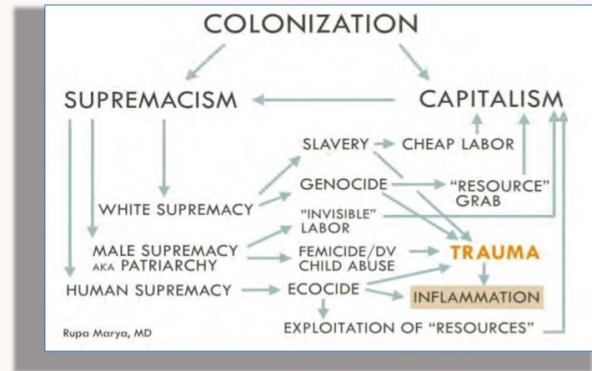 COLONIZATION
SUPREMACISM
CAPITALISM
SLAVERY
CHEAP LABOR
GENOCIDE
"RESOURCE"
GRAB
WHITE SUPREMACY
"INVISIBLE"
LABOR
MALE SUPREMACY
AKA PATRIARCHY
FEMICIDE/DV
CHILD ABUSE
TRAUMA
HUMAN SUPREMACY
ECOCIDE
INFLAMMATION
EXPLOITATION OF "RESOURCES"
Rupa Marya, MD